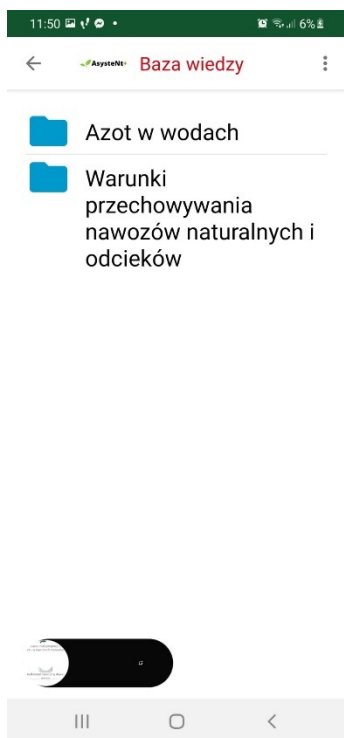 11:50 6%
AsysteNt+ Baza wiedzy
Azot w wodach
Warunki
przechowywania
nawozów naturalnych i
odcieków